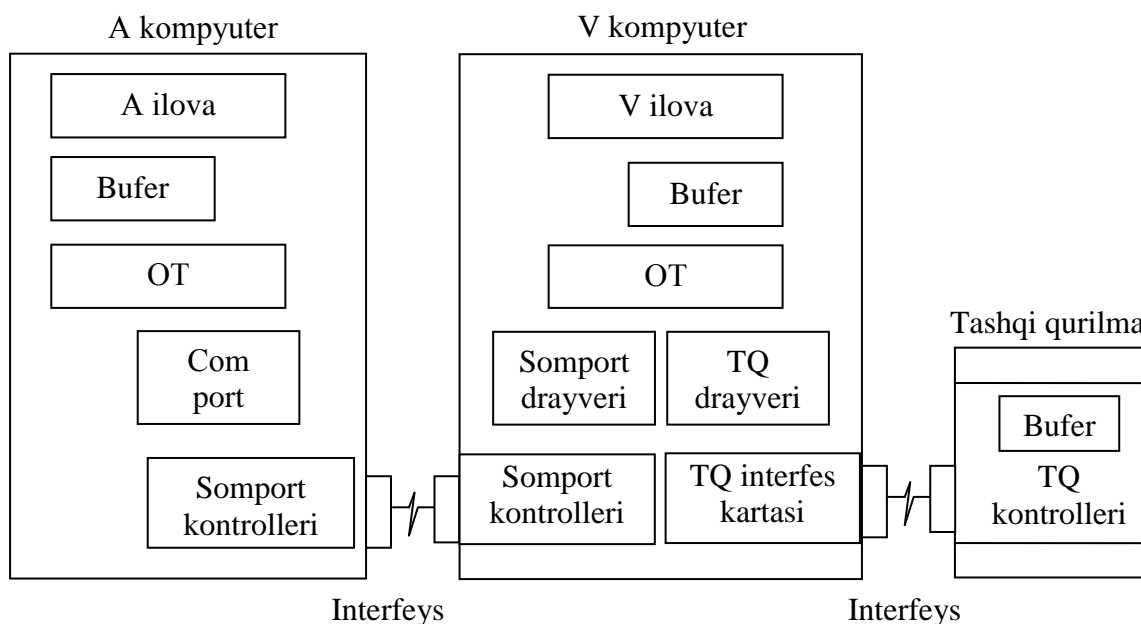 A kompyuter
A ilova
Bufer
OT
Com
port
Somport
kontrolleri
Interfeys
V kompyuter
V ilova
Bufer
OT
Somport
drayveri
TQ
drayveri
Somport
kontrolleri
TQ interfes
kartasi
Interfeys
Tashqi qurilma
Bufer
TQ
kontrolleri